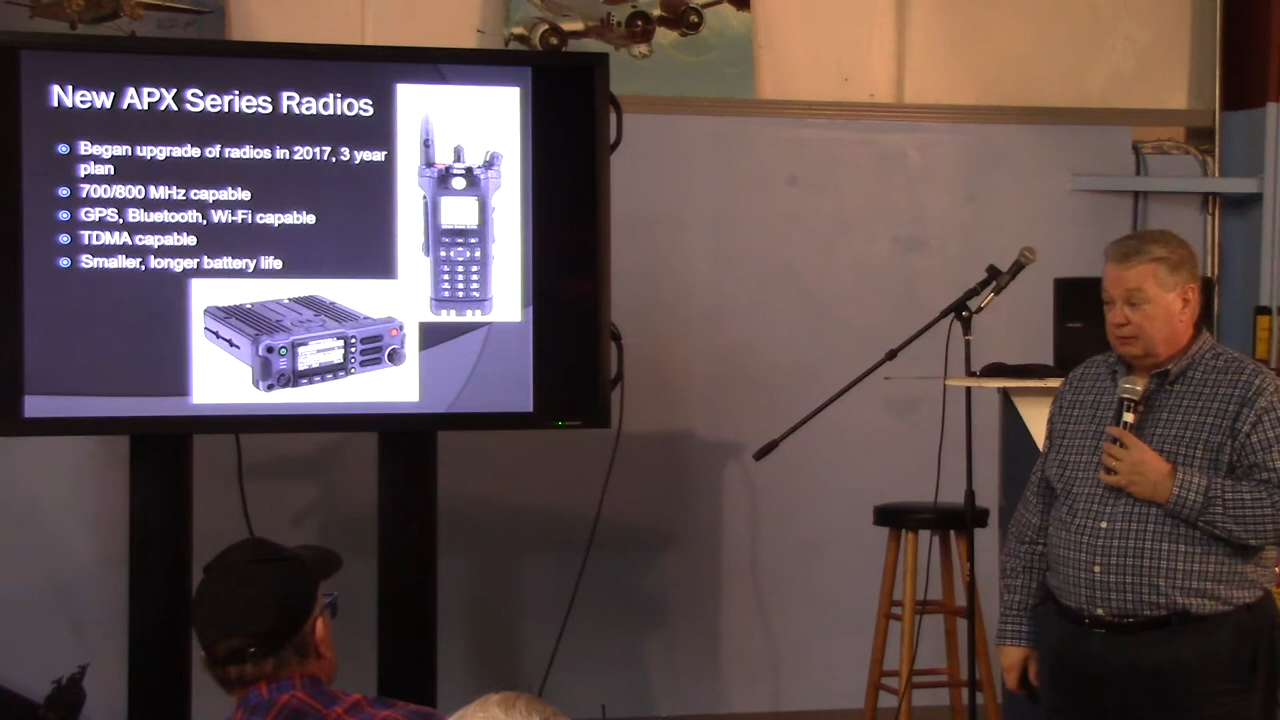 New APX Series Radios
Began upgrade of radios in 2017, 3 year
plan
700/800 MHz capable
GPS, Bluetooth, Wi-Fi capable
TDMA capable
Smaller, longer battery life